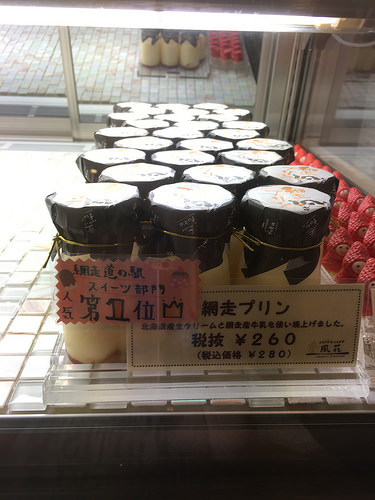 網走道の駅
スイーツ部門
人気
第1位
網走プリン
北海道産生クリームと網走産牛乳を使い焼上げました。
税抜 ¥260
(税込価格 ¥280)
風花